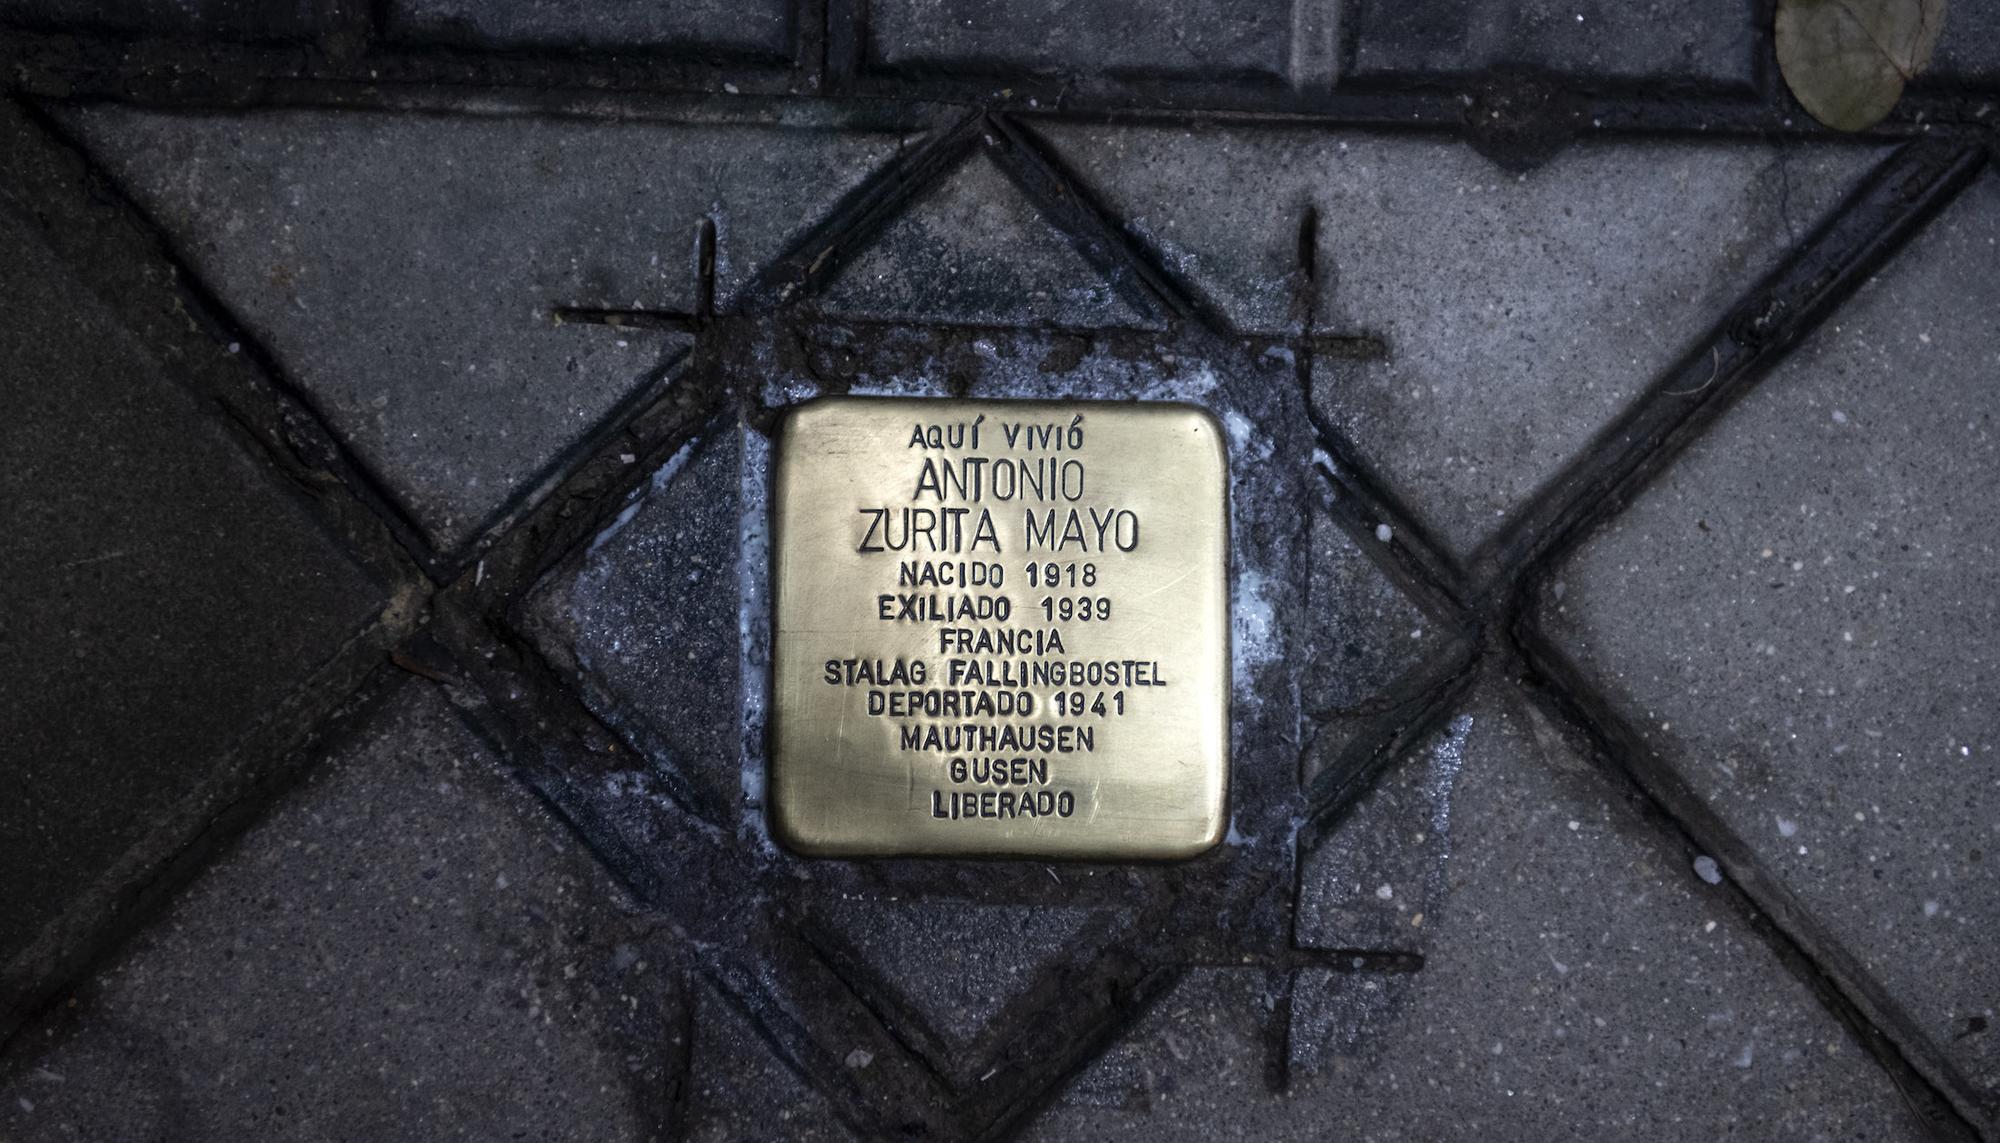 AQUÍ VIVIÓ
ANTONIO
ZURITA MAYO
NACIDO 1918
EXILIADO 1939
FRANCIA
STALAG FALLINGBOSTEL
DEPORTADO 1941
MAUTHAUSEN
GUSEN
LIBERADO